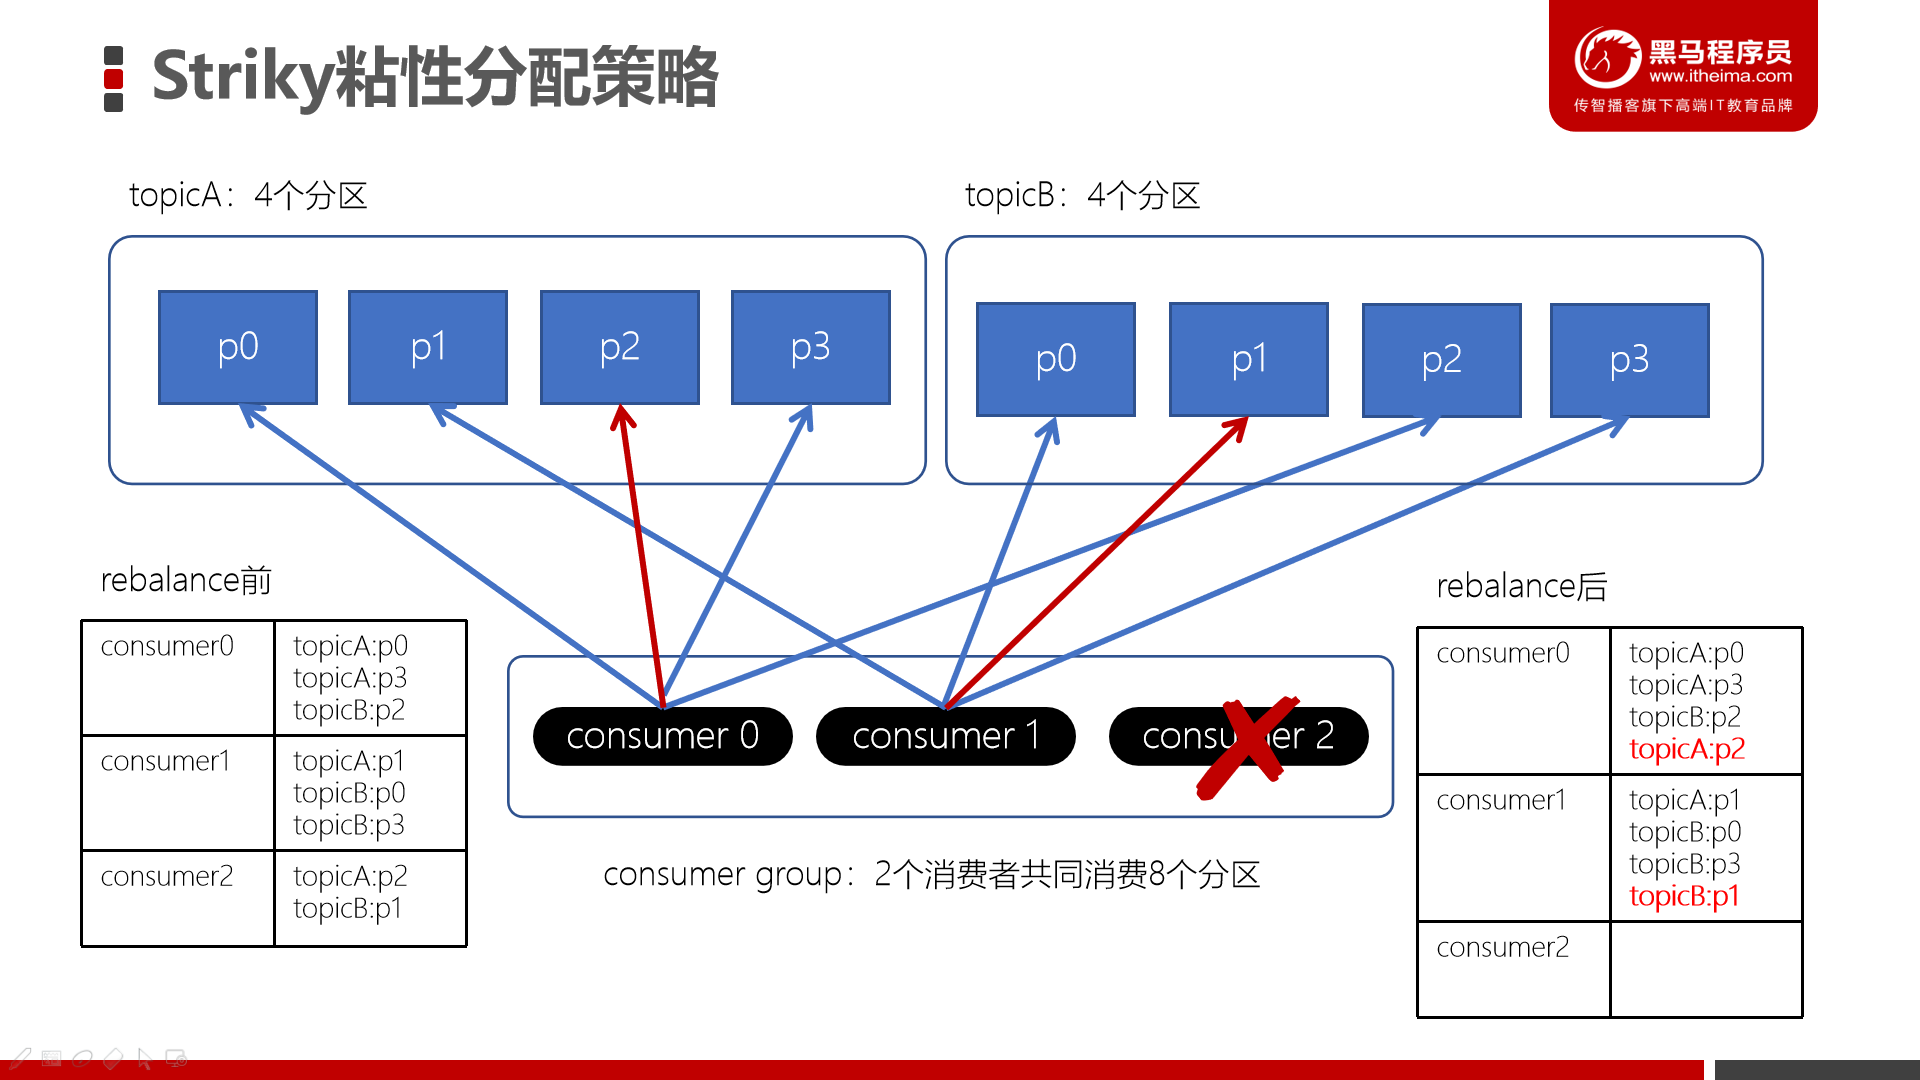 Striky粘性分配策略
黑马程序员
www.itheima.com
传智播客旗下高端IT教育品牌
topicA：4个分区
topicB：4个分区
p0
p1
p2
p3
p0
p1
p2
p3
rebalance前
consumer0
topicA:p0
topicA:p3
topicB:p2
consumer1
topicA:p1
topicB:p0
topicB:p3
consumer2
topicA:p2
topicB:p1
consumer 0
consumer 1
consumer 2
consumer group：2个消费者共同消费8个分区
rebalance后
consumer0
topicA:p0
topicA:p3
topicB:p2
topicA:p2
consumer1
topicA:p1
topicB:p0
topicB:p3
topicB:p1
consumer2